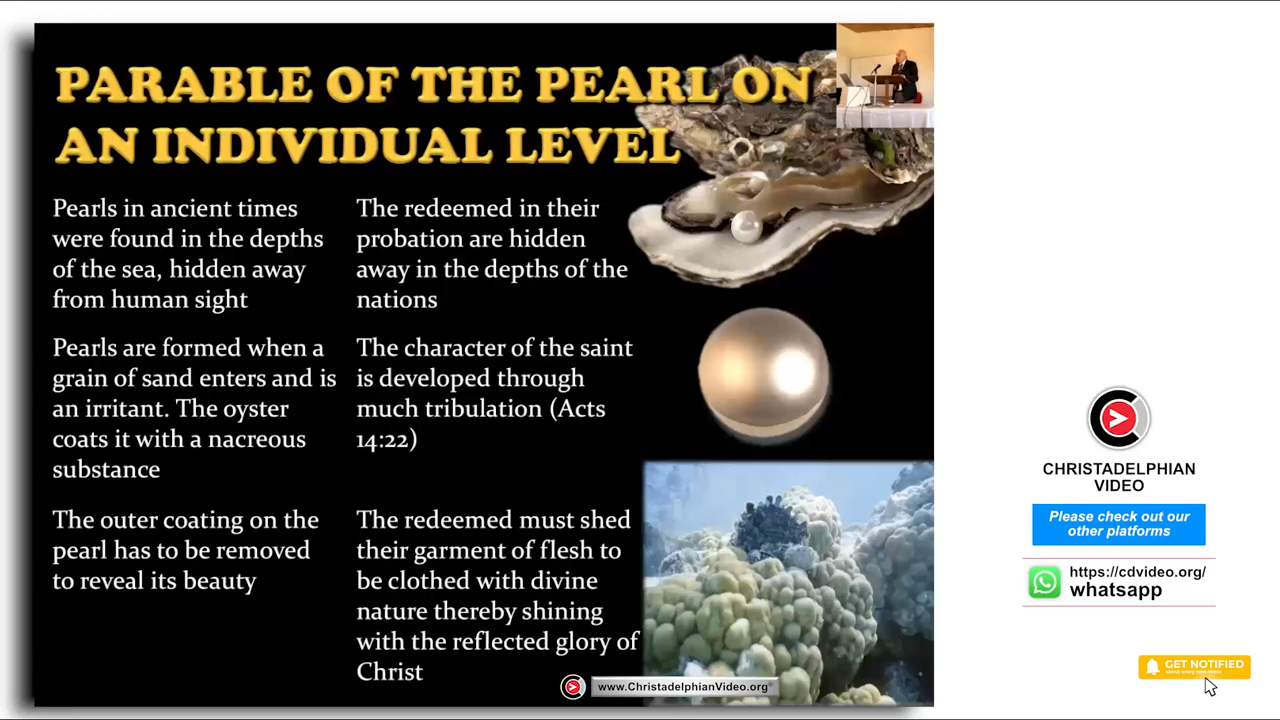 PARABLE OF THE PEARL ON
AN INDIVIDUAL LEVEL
Pearls in ancient times
were found in the depths
of the sea, hidden away
from human sight
The redeemed in their
probation are hidden
away in the depths of the
nations
Pearls are formed when a
grain of sand enters and is
an irritant. The oyster
coats it with a nacreous
substance
The character of the saint
is developed through
much tribulation (Acts
14:22)
The outer coating on the
pearl has to be removed
to reveal its beauty
The redeemed must shed
their garment of flesh to
be clothed with divine
nature thereby shining
with the reflected glory of
Christ
www.ChristadelphianVideo.org
CHRISTADELPHIAN
VIDEO
Please check out our
other platforms
https://cdvideo.org/
whatsapp
GET NOTIFIED
about every new video